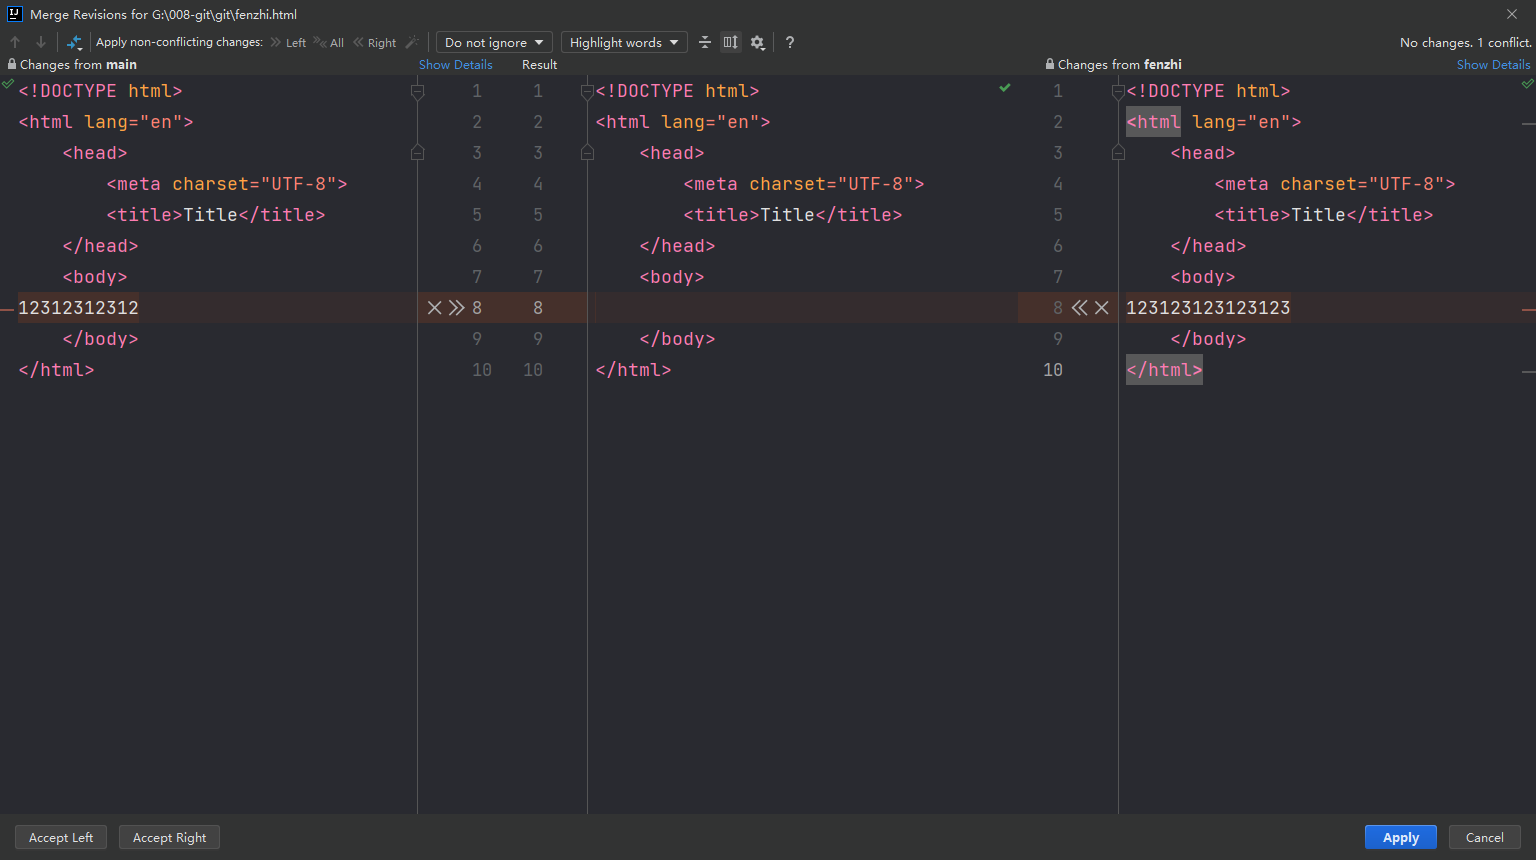 Merge Revisions for G:\008-git\git\fenzhi.html
Apply non-conflicting changes: Left All Right Do not ignore Highlight words ? No changes. 1 conflict.
Changes from main Show Details Result Changes from fenzhi Show Details
<!DOCTYPE html> 1 1 <!DOCTYPE html> 1 <!DOCTYPE html>
<html lang="en"> 2 2 <html lang="en"> 2 <html lang="en">
<head> 3 3 <head> 3 <head>
<meta charset="UTF-8"> 4 4 <meta charset="UTF-8"> 4 <meta charset="UTF-8">
<title>Title</title> 5 5 <title>Title</title> 5 <title>Title</title>
</head> 6 6 </head> 6 </head>
<body> 7 7 <body> 7 <body>
12312312312 8 8 8 123123123123123
</body> 9 9 </body> 9 </body>
</html> 10 10 </html> 10 </html>
Accept Left Accept Right Apply Cancel